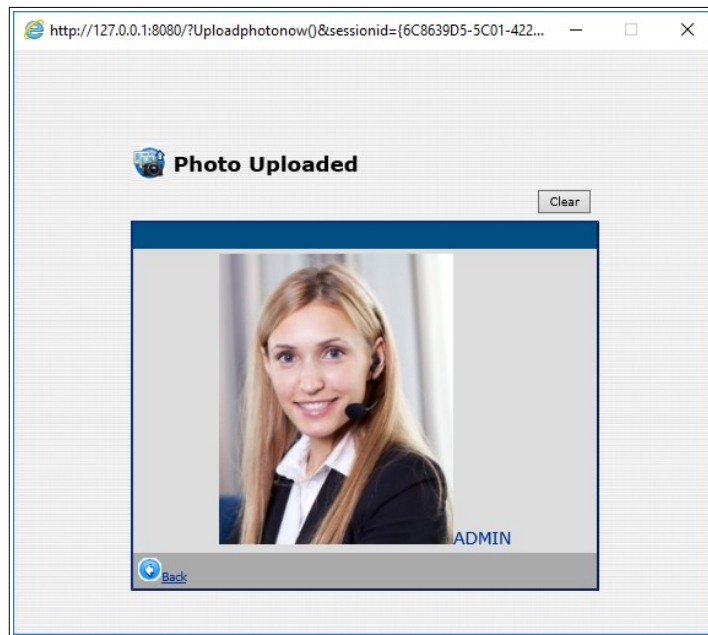 http://127.0.0.1:8080/?Uploadphotonow()&sessionid={6C8639D5-5C01-422...
Photo Uploaded
Clear
ADMIN
Back